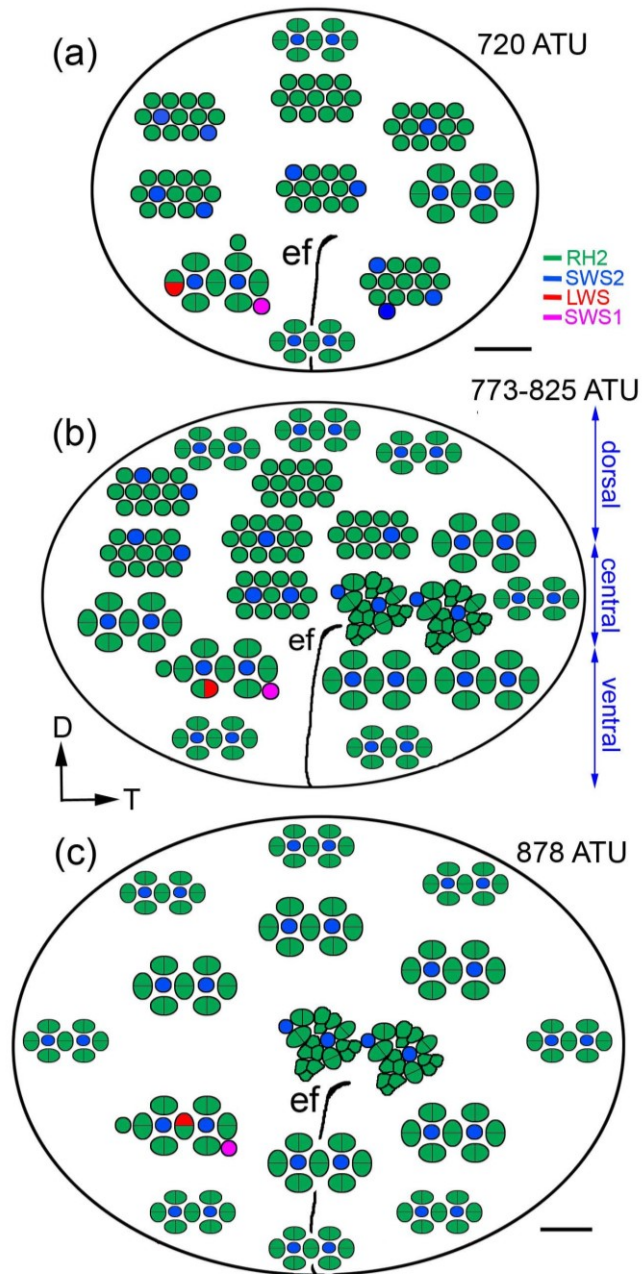 (a)
720 ATU
ef
RH2
SWS2
LWS
SWS1
773-825 ATU
(b)
dorsal
central
ventral
ef
D
T
(c)
878 ATU
ef